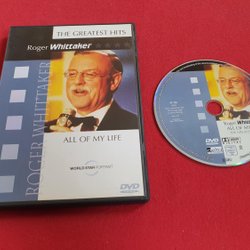 THE GREATEST HITS
Roger Whittaker
ROGER WHITTAKER
ALL OF MY LIFE
WORLD STAR PORTRAIT
DVD
Roger Whittaker
ALL OF MY LIFE
DVD